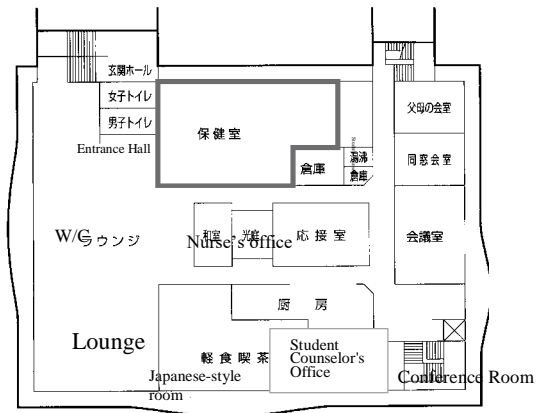 玄関ホール
女子トイレ
男子トイレ
Entrance Hall
保健室
倉庫
湯沸
倉庫
父母の会室
同窓会室
W/C
ラウンジ
和室
光庭
Nurse's office
応接室
会議室
厨房
Lounge
軽食喫茶
Japanese-style
room
Student
Counselor's
Office
Conference Room